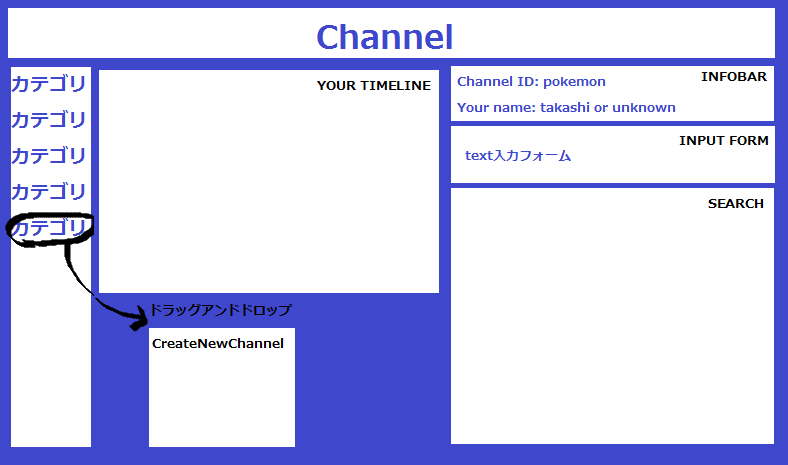 Channel
カテゴリ
カテゴリ
カテゴリ
カテゴリ
カテゴリ
YOUR TIMELINE
ドラッグアンドドロップ
CreateNewChannel
INFOBAR
Channel ID: pokemon
Your name: takashi or unknown
INPUT FORM
text入力フォーム
SEARCH